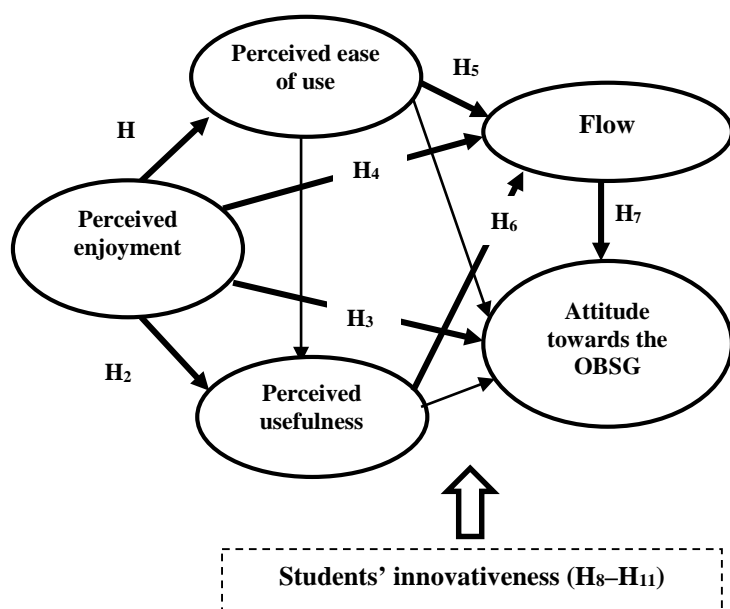 Perceived ease
of use
H₅
Flow
H
H₄
Perceived
enjoyment
H₆
H₇
H₃
Attitude
towards the
OBSG
H₂
Perceived
usefulness
Students’ innovativeness (H₈–H₁₁)